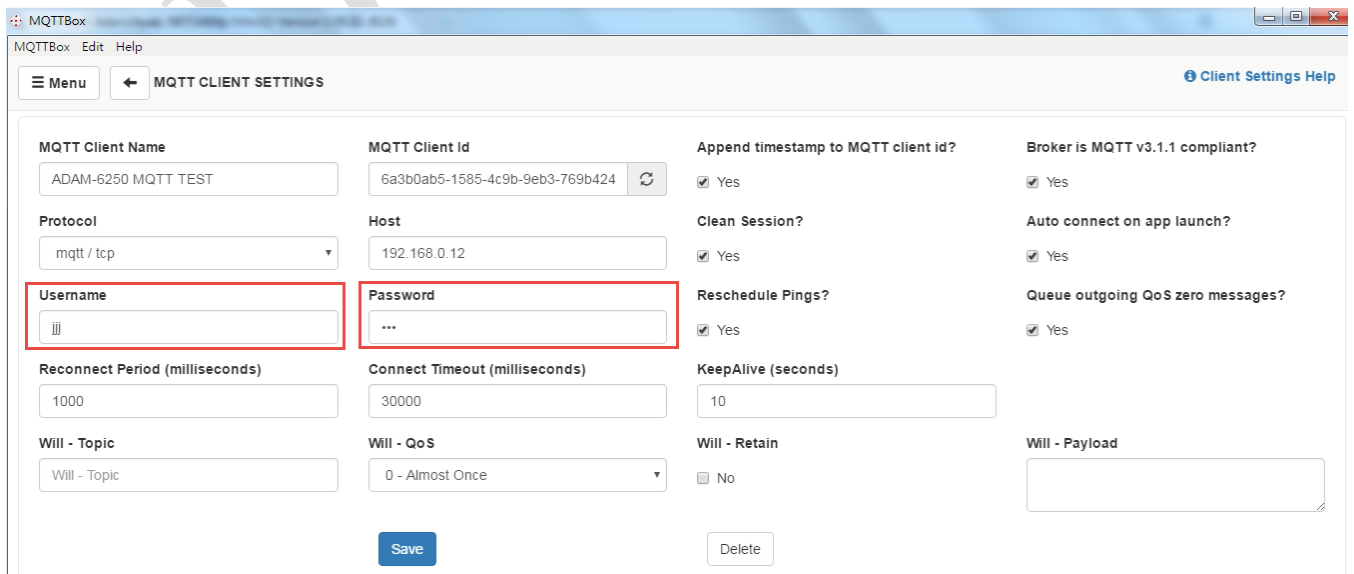 MQTTBox
MQTTBox Edit Help
Menu
MQTT CLIENT SETTINGS
Client Settings Help
MQTT Client Name
MQTT Client Id
Append timestamp to MQTT client id?
Broker is MQTT v3.1.1 compliant?
ADAM-6250 MQTT TEST
6a3b0ab5-1585-4c9b-9eb3-769b424
Yes
Yes
Protocol
Host
Clean Session?
Auto connect on app launch?
mqtt / tcp
192.168.0.12
Yes
Yes
Username
Password
Reschedule Pings?
Queue outgoing QoS zero messages?
jjj
•••
Yes
Yes
Reconnect Period (milliseconds)
Connect Timeout (milliseconds)
KeepAlive (seconds)
1000
30000
10
Will - Topic
Will - QoS
Will - Retain
Will - Payload
Will - Topic
0 - Almost Once
No
Save
Delete